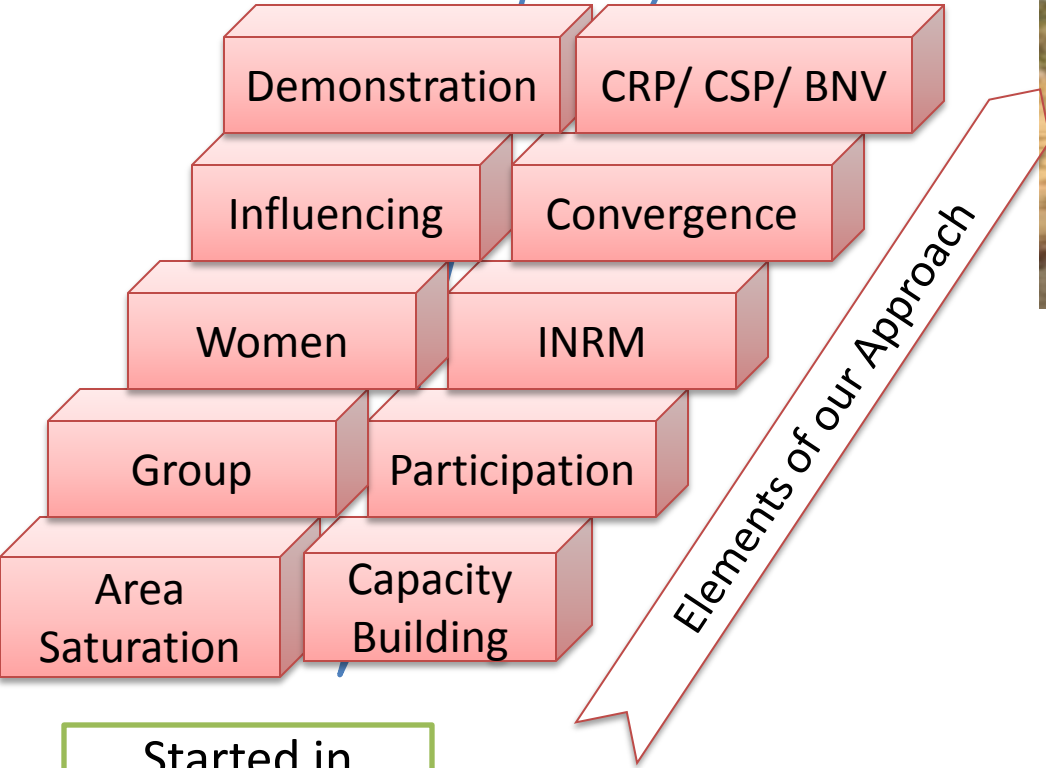 Demonstration
CRP/ CSP/ BNV
Influencing
Convergence
Women
INRM
Group
Participation
Area
Saturation
Capacity
Building
Elements of our Approach
Started in